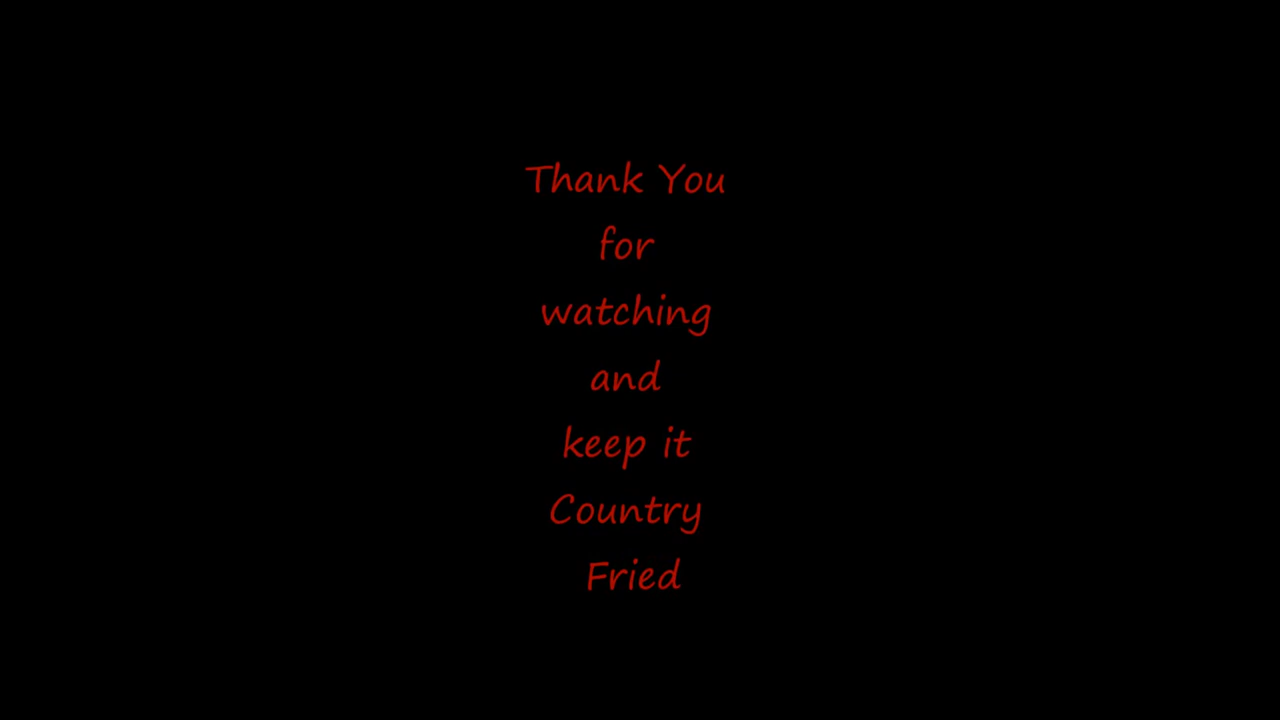 Thank You
for
watching
and
keep it
Country
Fried